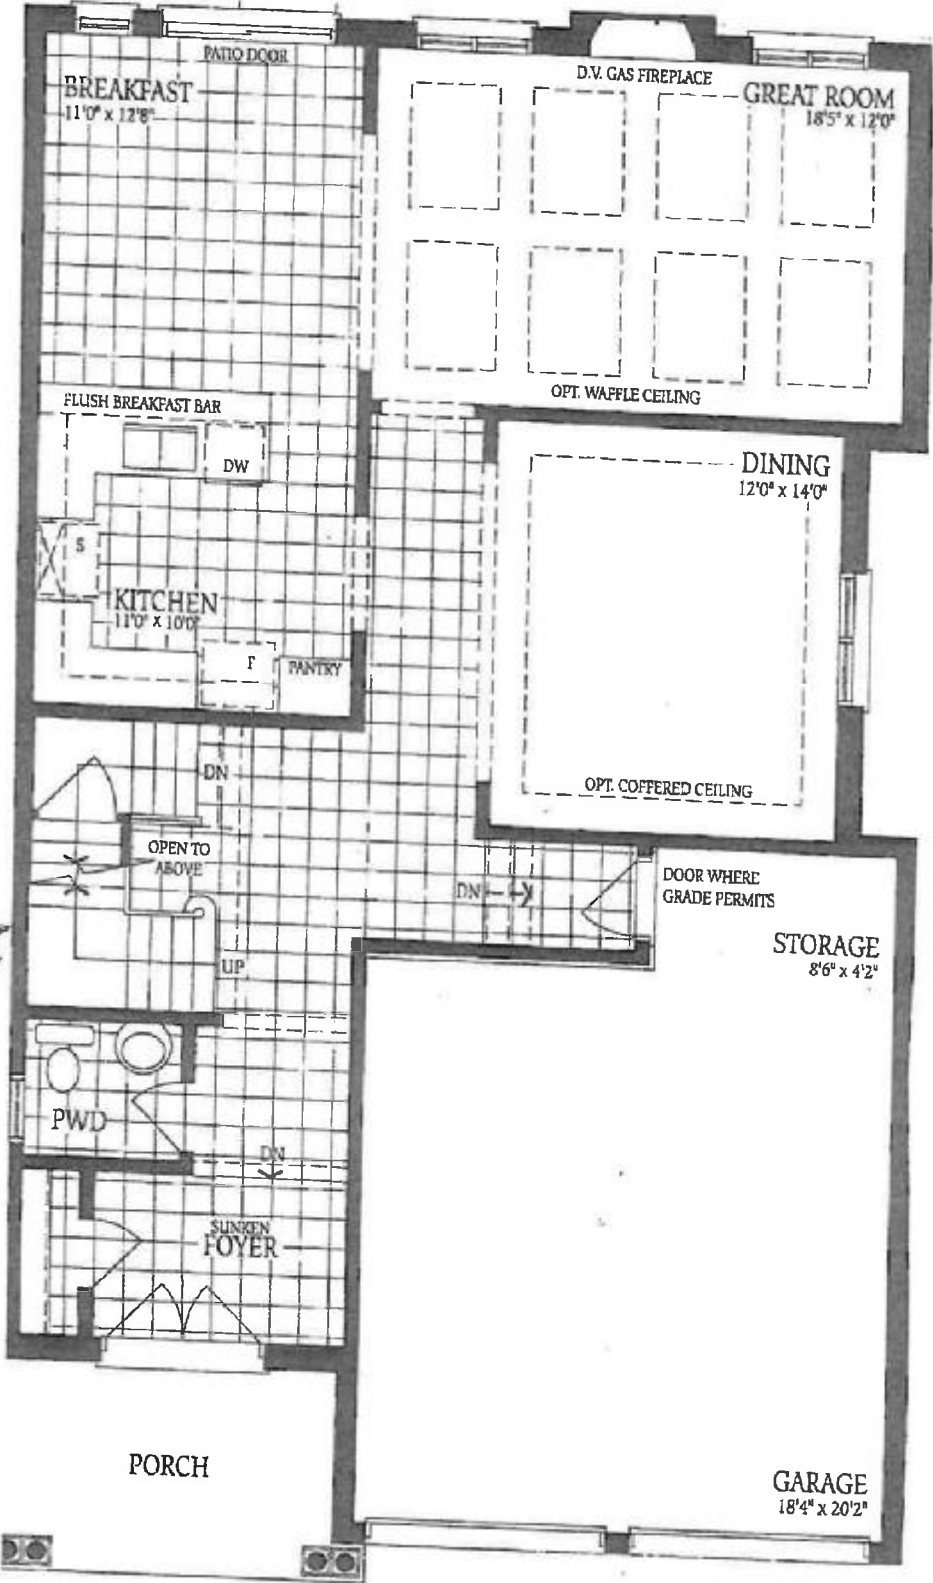 PATIO DOOR
BREAKFAST
11'0" x 12'8"
D.V. GAS FIREPLACE
GREAT ROOM
18'5" x 12'0"
OPT. WAFFLE CEILING
FLUSH BREAKFAST BAR
DW
DINING
12'0" x 14'0"
S
KITCHEN
11'0" x 10'0"
F
PANTRY
OPT. COFFERED CEILING
DN
OPEN TO
ABOVE
DN
DOOR WHERE
GRADE PERMITS
UP
STORAGE
8'6" x 4'2"
PWD
DN
SUNKEN
FOYER
PORCH
GARAGE
18'4" x 20'2"